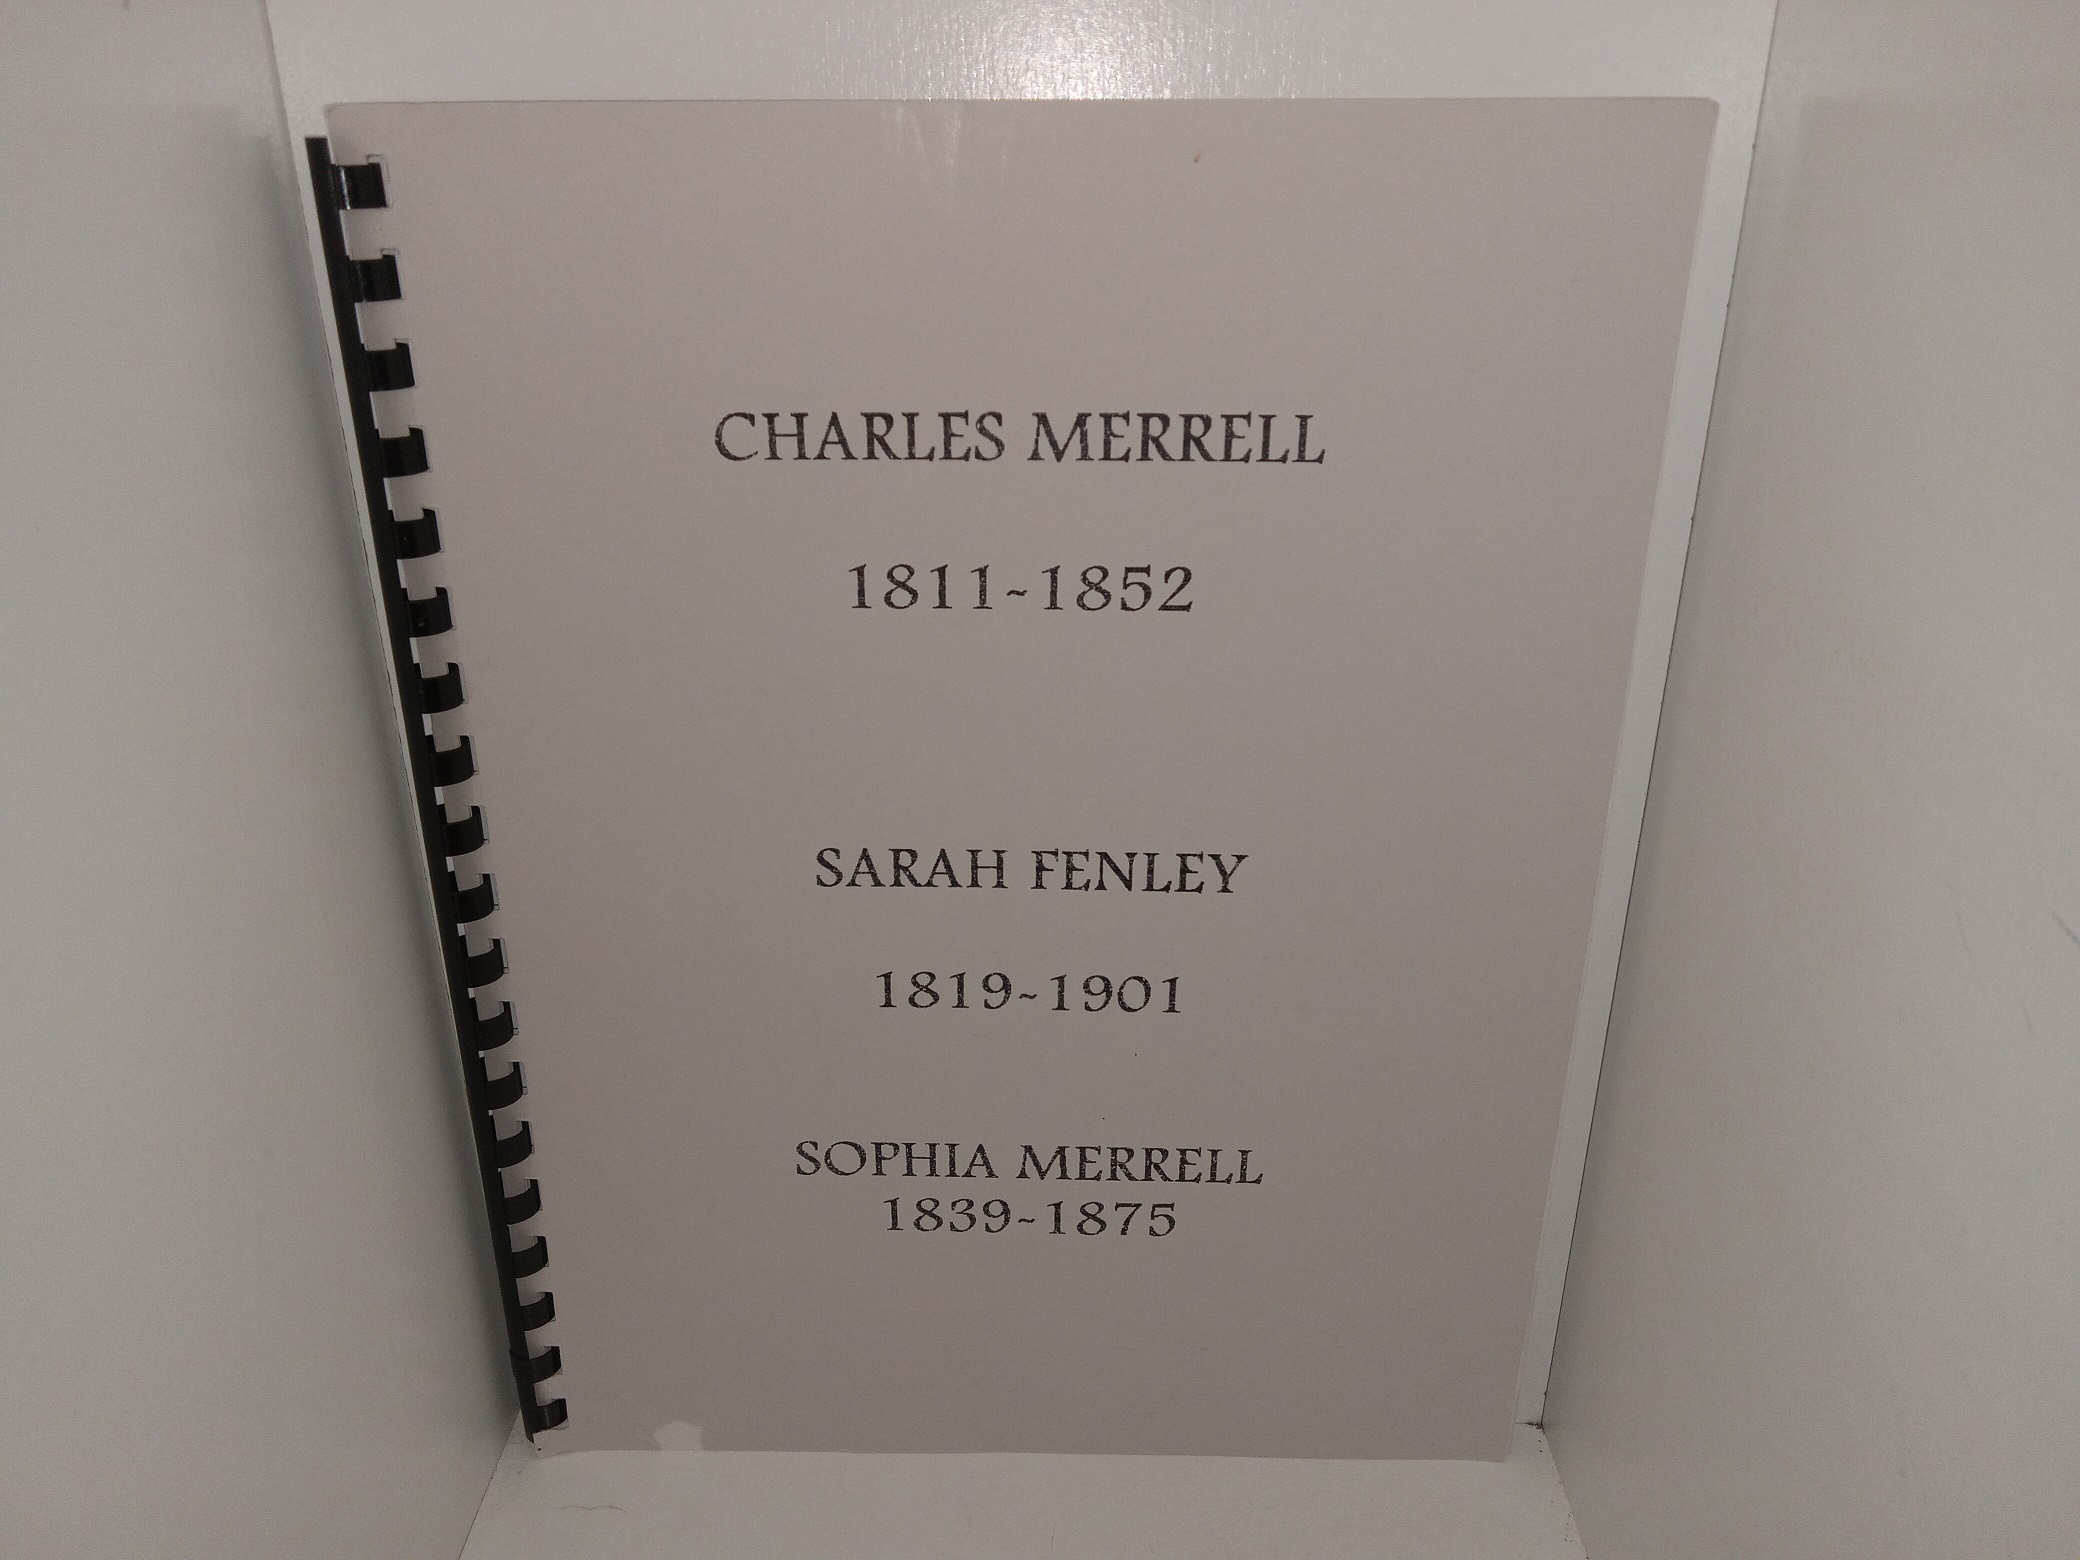 CHARLES MERRELL
1811~1852
SARAH FENLEY
1819~1901
SOPHIA MERRELL
1839~1875